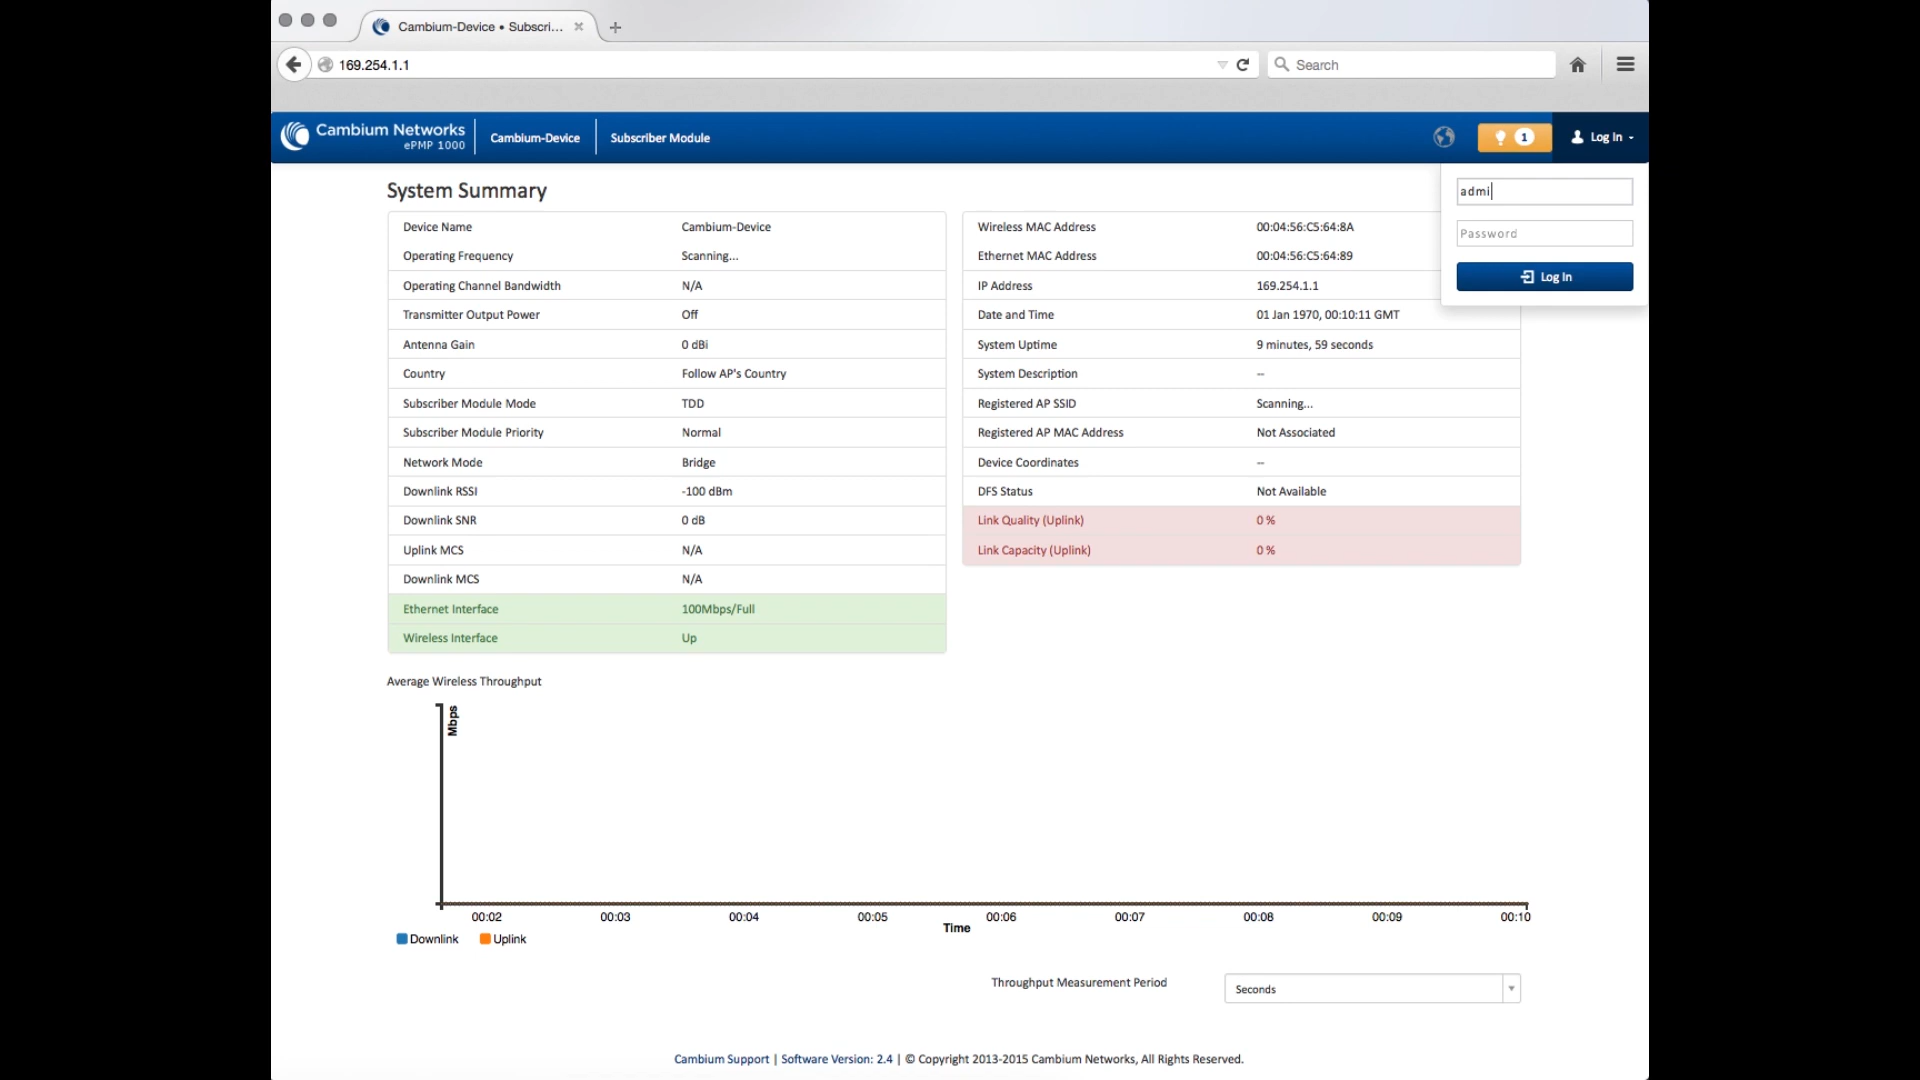 Cambium-Device • Subscri...
169.254.1.1
Search
Cambium Networks
ePMP 1000
Cambium-Device
Subscriber Module
1
Log In
admi
Password
Log In
System Summary
Device Name Cambium-Device
Operating Frequency Scanning...
Operating Channel Bandwidth N/A
Transmitter Output Power Off
Antenna Gain 0 dBi
Country Follow AP's Country
Subscriber Module Mode TDD
Subscriber Module Priority Normal
Network Mode Bridge
Downlink RSSI -100 dBm
Downlink SNR 0 dB
Uplink MCS N/A
Downlink MCS N/A
Ethernet Interface 100Mbps/Full
Wireless Interface Up
Wireless MAC Address 00:04:56:C5:64:8A
Ethernet MAC Address 00:04:56:C5:64:89
IP Address 169.254.1.1
Date and Time 01 Jan 1970, 00:10:11 GMT
System Uptime 9 minutes, 59 seconds
System Description --
Registered AP SSID Scanning...
Registered AP MAC Address Not Associated
Device Coordinates --
DFS Status Not Available
Link Quality (Uplink) 0 %
Link Capacity (Uplink) 0 %
Average Wireless Throughput
Mbps
00:02 00:03 00:04 00:05 00:06 00:07 00:08 00:09 00:10
Time
Downlink Uplink
Throughput Measurement Period Seconds
Cambium Support | Software Version: 2.4 | © Copyright 2013-2015 Cambium Networks, All Rights Reserved.